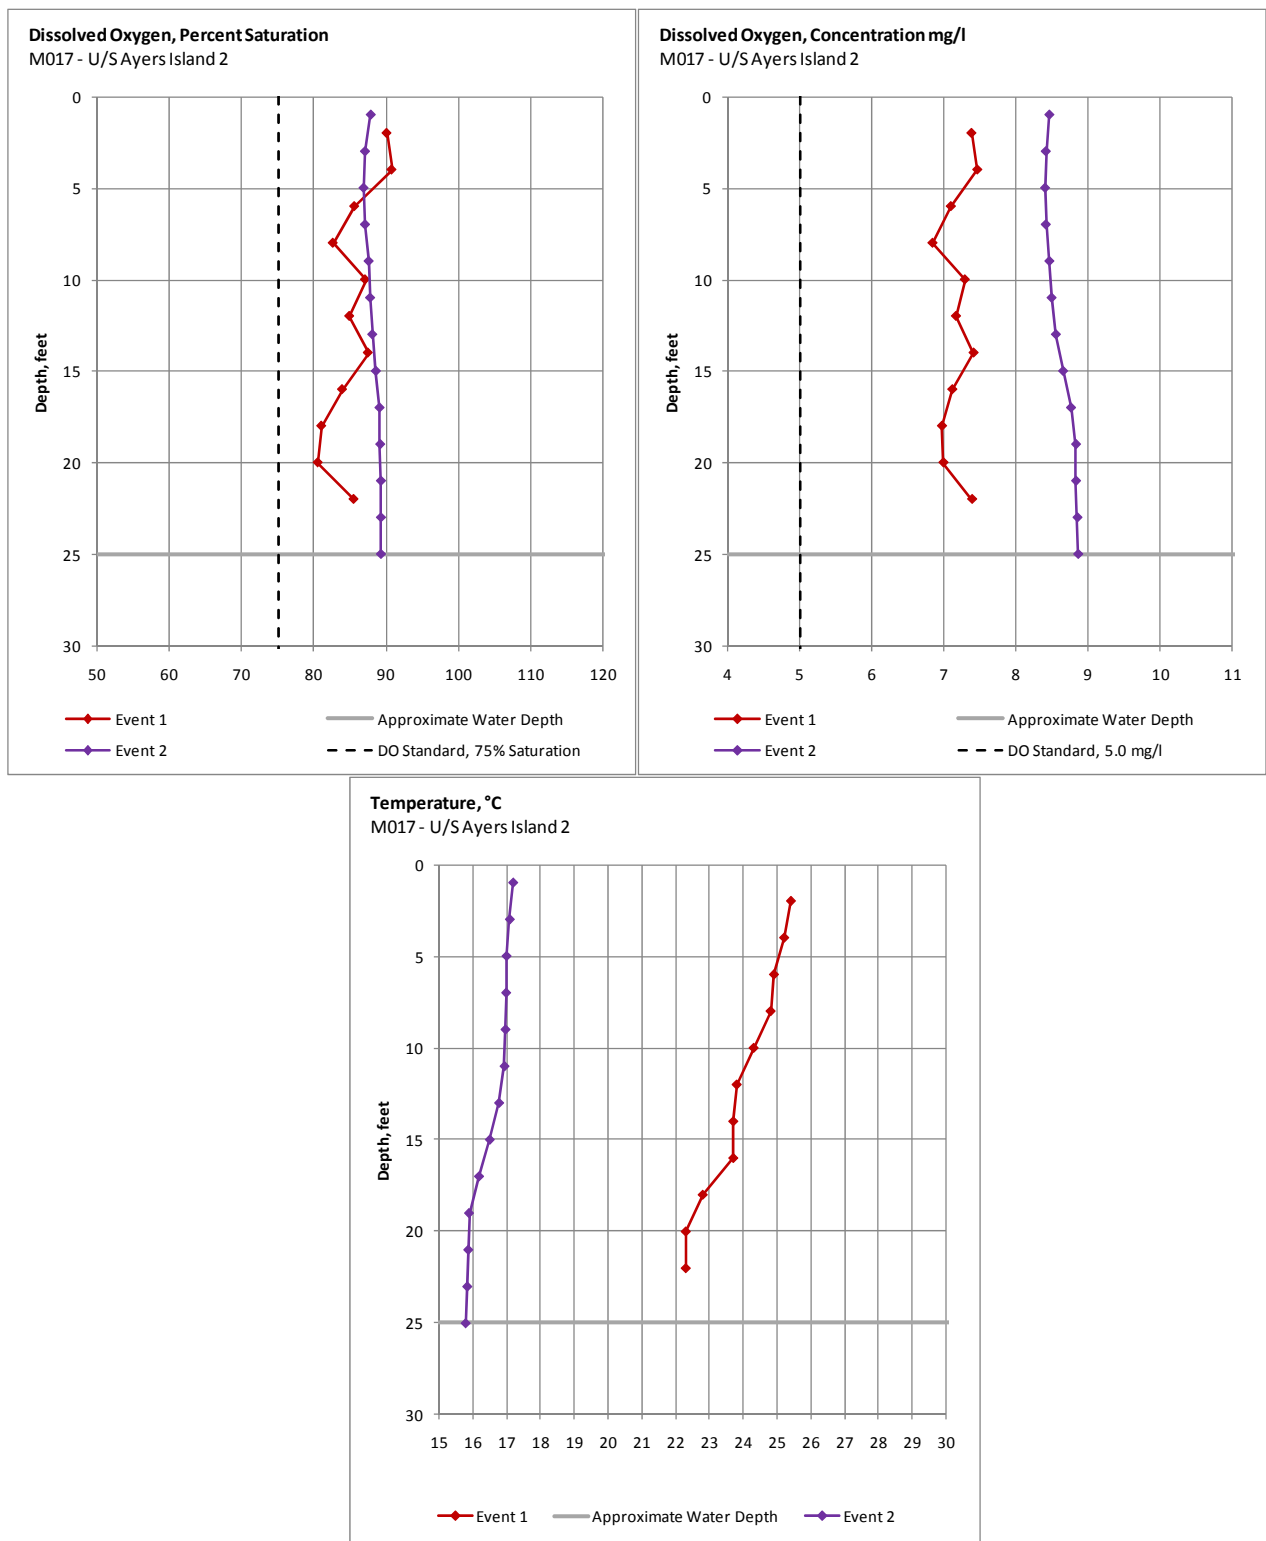 Dissolved Oxygen, Percent Saturation
M017 - U/S Ayers Island 2
0
5
10
15
20
25
30
Depth, feet
50 60 70 80 90 100 110 120
Event 1 Approximate Water Depth
Event 2 DO Standard, 75% Saturation
Dissolved Oxygen, Concentration mg/l
M017 - U/S Ayers Island 2
0
5
10
15
20
25
30
Depth, feet
4 5 6 7 8 9 10 11
Event 1 Approximate Water Depth
Event 2 DO Standard, 5.0 mg/l
Temperature, °C
M017 - U/S Ayers Island 2
0
5
10
15
20
25
30
Depth, feet
15 16 17 18 19 20 21 22 23 24 25 26 27 28 29 30
Event 1 Approximate Water Depth Event 2